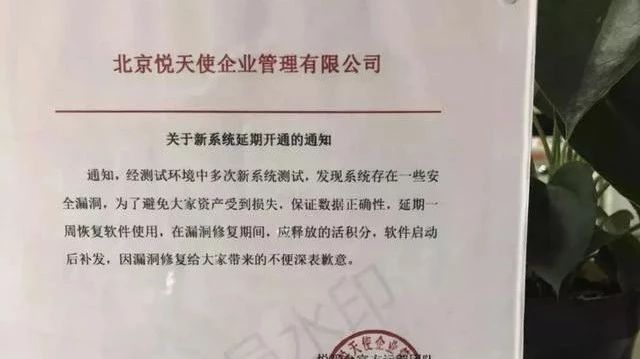 北京悦天使企业管理有限公司
关于新系统延期开通的通知
通知，经测试环境中多次新系统测试，发现系统存在一些安
全漏洞，为了避免大家资产受到损失，保证数据正确性，延期一
周恢复软件使用，在漏洞修复期间，应释放的活积分，软件启动
后补发，因漏洞修复给大家带来的不便深表歉意。
水印
悦天使企业管